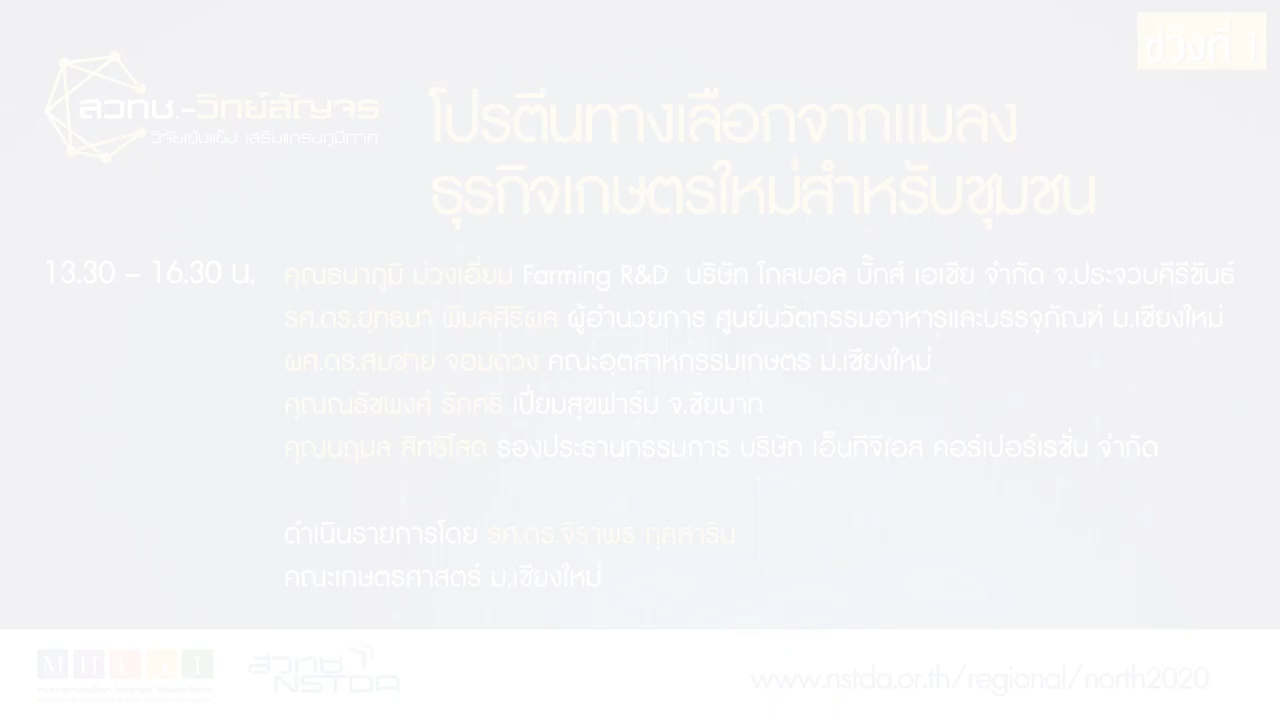 ช่วงที่ 1
สวทช.-วิทย์สัญจร
วิจัยเข้มแข็ง เสริมแกร่งภูมิภาค
โปรตีนทางเลือกจากแมลง
ธุรกิจเกษตรใหม่สำหรับชุมชน
13.30 – 16.30 น.
คุณธนาภูมิ ม่วงเอี่ยม Farming R&D บริษัท โกลบอล บั๊กส์ เอเชีย จำกัด จ.ประจวบคีรีขันธ์
รศ.ดร.ยุทธนา พิมลศิริผล ผู้อำนวยการ ศูนย์นวัตกรรมอาหารและบรรจุภัณฑ์ ม.เชียงใหม่
ผศ.ดร.สมชาย จอมดวง คณะอุตสาหกรรมเกษตร ม.เชียงใหม่
คุณณธัชพงศ์ รักศรี เปี่ยมสุขฟาร์ม จ.ชัยนาท
คุณนฤมล สิทธิโสด รองประธานกรรมการ บริษัท เอ็นทีจีเอส คอร์เปอร์เรชั่น จำกัด
ดำเนินรายการโดย รศ.ดร.จิราพร กุลสาริน
คณะเกษตรศาสตร์ ม.เชียงใหม่
MHESI
สวทช
NSTDA
www.nstda.or.th/regional/north2020